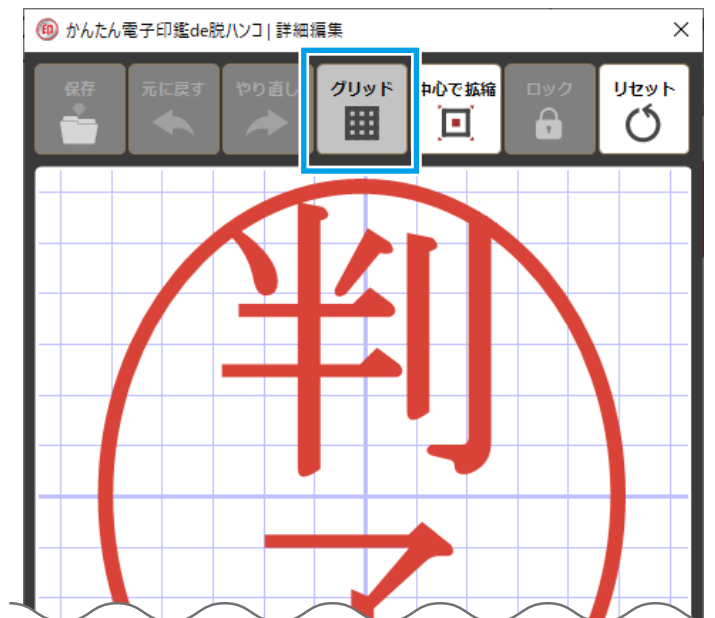 印 かんたん電子印鑑de脱ハンコ | 詳細編集
保存 元に戻す やり直し グリッド 中心で拡縮 ロック リセット
判